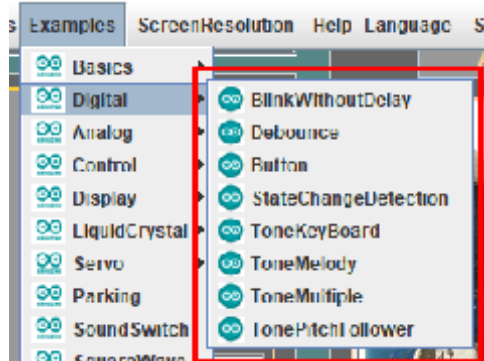 s Examples ScreenResolution Help Language S
Basics
Digital
Analog
Control
Display
LiquidCrystal
Servo
Parking
SoundSwitch
SquareWave
BlinkWithoutDelay
Debounce
Button
StateChangeDetection
ToneKeyBoard
ToneMelody
ToneMultiple
TonePitchFollower